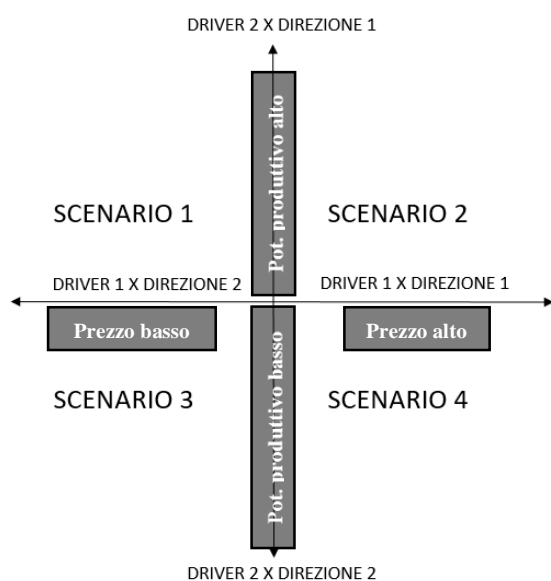 DRIVER 2 X DIREZIONE 1
Pot. produttivo alto
SCENARIO 1
SCENARIO 2
DRIVER 1 X DIREZIONE 2
DRIVER 1 X DIREZIONE 1
Prezzo basso
Prezzo alto
Pot. produttivo basso
SCENARIO 3
SCENARIO 4
DRIVER 2 X DIREZIONE 2